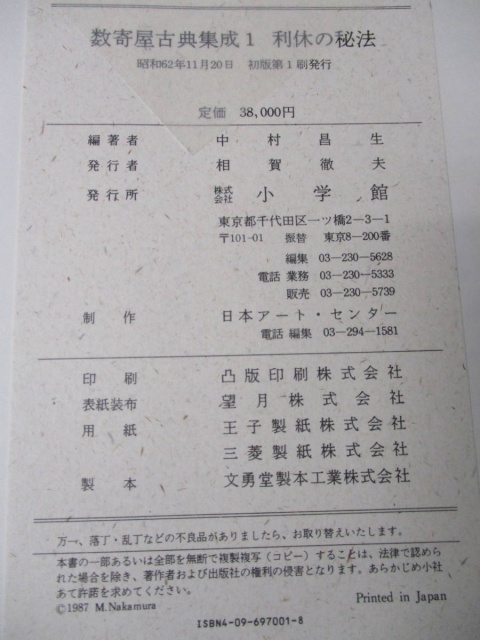 数寄屋古典集成1 利休の秘法
昭和62年11月20日 初版第1刷発行
定価 38,000円
編著者 中村昌生
発行者 相賀徹夫
発行所 株式会社 小学館
東京都千代田区一ツ橋2−3−1
〒101-01 振替 東京8−200番
編集 03−230−5628
電話 業務 03−230−5333
販売 03−230−5739
制作 日本アート・センター
電話 編集 03−294−1581
印刷 凸版印刷株式会社
表紙装布 望月株式会社
用紙 王子製紙株式会社
三菱製紙株式会社
製本 文勇堂製本工業株式会社
万一、落丁・乱丁などの不良品がありましたら、お取り替えいたします。
本書の一部あるいは全部を無断で複製複写(コピー)することは、法律で認めら
れた場合を除き、著作者および出版社の権利の侵害となります。あらかじめ小社
あて許諾を求めてください。
©1987 M.Nakamura
Printed in Japan
ISBN4-09-697001-8